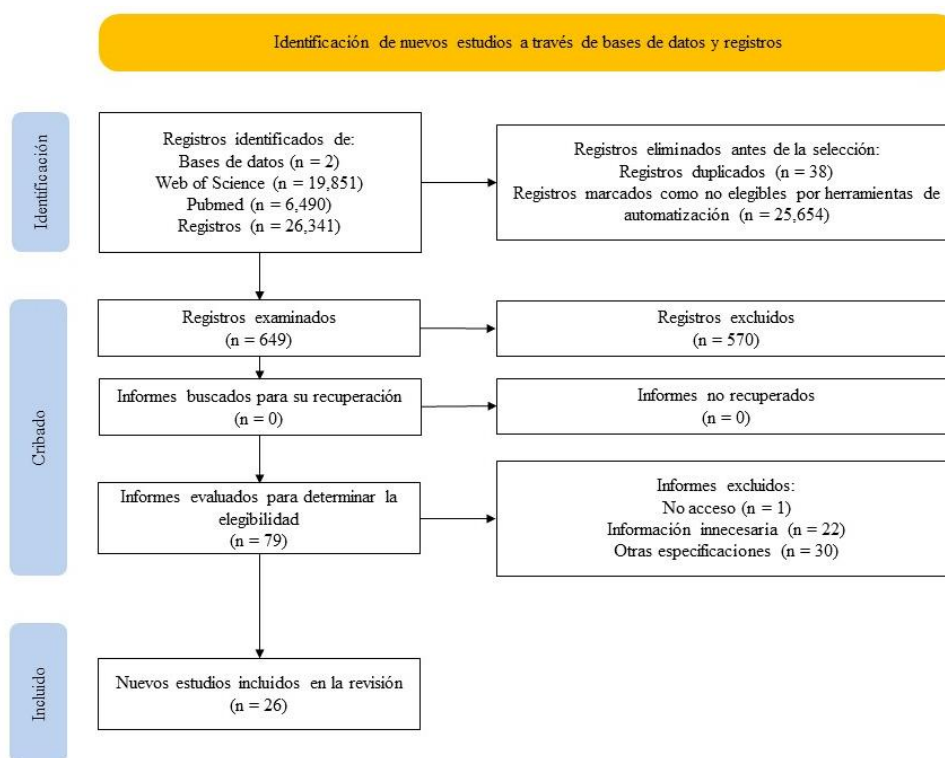 Identificación de nuevos estudios a través de bases de datos y registros
Identificación
Registros identificados de:
Bases de datos (n = 2)
Web of Science (n = 19,851)
Pubmed (n = 6,490)
Registros (n = 26,341)
Registros eliminados antes de la selección:
Registros duplicados (n = 38)
Registros marcados como no elegibles por herramientas de
automatización (n = 25,654)
Cribado
Registros examinados
(n = 649)
Registros excluidos
(n = 570)
Informes buscados para su recuperación
(n = 0)
Informes no recuperados
(n = 0)
Informes evaluados para determinar la
elegibilidad
(n = 79)
Informes excluidos:
No acceso (n = 1)
Información innecesaria (n = 22)
Otras especificaciones (n = 30)
Incluido
Nuevos estudios incluidos en la revisión
(n = 26)